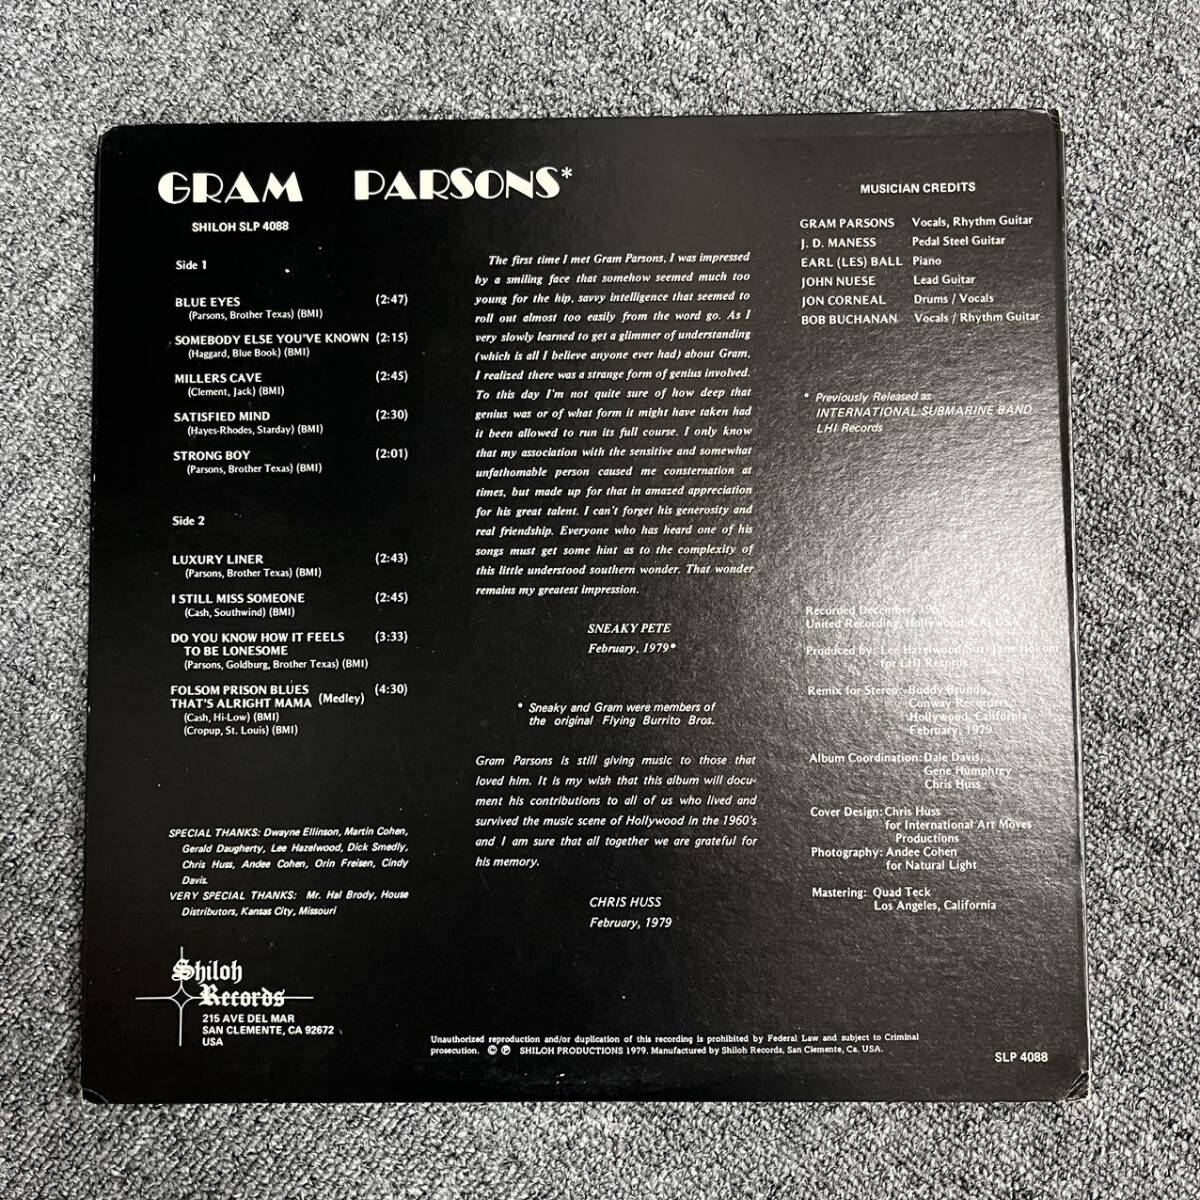 GRAM PARSONS*
SHILOH SLP 4088
Side 1
BLUE EYES (2:47)
(Parsons, Brother Texas) (BMI)
SOMEBODY ELSE YOU'VE KNOWN (2:15)
(Haggard, Blue Book) (BMI)
MILLERS CAVE (2:45)
(Clement, Jack) (BMI)
SATISFIED MIND (2:30)
(Hayes-Rhodes, Starday) (BMI)
STRONG BOY (2:01)
(Parsons, Brother Texas) (BMI)
Side 2
LUXURY LINER (2:43)
(Parsons, Brother Texas) (BMI)
I STILL MISS SOMEONE (2:45)
(Cash, Southwind) (BMI)
DO YOU KNOW HOW IT FEELS (3:33)
TO BE LONESOME
(Parsons, Goldburg, Brother Texas) (BMI)
FOLSOM PRISON BLUES (4:30)
THAT'S ALRIGHT MAMA (Medley)
(Cash, Hi-Low) (BMI)
(Cropup, St. Louis) (BMI)
SPECIAL THANKS: Dwayne Ellinson, Martin Cohen,
Gerald Daugherty, Lee Hazelwood, Dick Smedly,
Chris Huss, Andee Cohen, Orin Freisen, Cindy
Davis.
VERY SPECIAL THANKS: Mr. Hal Brody, House
Distributors, Kansas City, Missouri
Shiloh
Records
215 AVE DEL MAR
SAN CLEMENTE, CA 92672
USA
The first time I met Gram Parsons, I was impressed
by a smiling face that somehow seemed much too
young for the hip, savvy intelligence that seemed to
roll out almost too easily from the word go. As I
very slowly learned to get a glimmer of understanding
(which is all I believe anyone ever had) about Gram,
I realized there was a strange form of genius involved.
To this day I'm not quite sure of how deep that
genius was or of what form it might have taken had
it been allowed to run its full course. I only know
that my association with the sensitive and somewhat
unfathomable person caused me consternation at
times, but made up for that in amazed appreciation
for his great talent. I can't forget his generosity and
real friendship. Everyone who has heard one of his
songs must get some hint as to the complexity of
this little understood southern wonder. That wonder
remains my greatest impression.
SNEAKY PETE
February, 1979*
* Sneaky and Gram were members of
the original Flying Burrito Bros.
Gram Parsons is still giving music to those that
loved him. It is my wish that this album will docu-
ment his contributions to all of us who lived and
survived the music scene of Hollywood in the 1960's
and I am sure that all together we are grateful for
his memory.
CHRIS HUSS
February, 1979
Unauthorized reproduction and/or duplication of this recording is prohibited by Federal Law and subject to Criminal
prosecution. © ℗ SHILOH PRODUCTIONS 1979. Manufactured by Shiloh Records, San Clemente, Ca. USA.
MUSICIAN CREDITS
GRAM PARSONS Vocals, Rhythm Guitar
J. D. MANESS Pedal Steel Guitar
EARL (LES) BALL Piano
JOHN NUESE Lead Guitar
JON CORNEAL Drums / Vocals
BOB BUCHANAN Vocals / Rhythm Guitar
* Previously Released as
INTERNATIONAL SUBMARINE BAND
LHI Records
Recorded December,
United Recording, Hollywood, CA, USA
Produced by: Lee Hazelwood/Suzi Jane Hokom
for LHI Records
Remix for Stereo: Buddy Brundo,
Conway Recorders,
Hollywood, California
February, 1979
Album Coordination: Dale Davis,
Gene Humphrey
Chris Huss
Cover Design: Chris Huss
for International Art Moves
Productions
Photography: Andee Cohen
for Natural Light
Mastering: Quad Teck
Los Angeles, California
SLP 4088